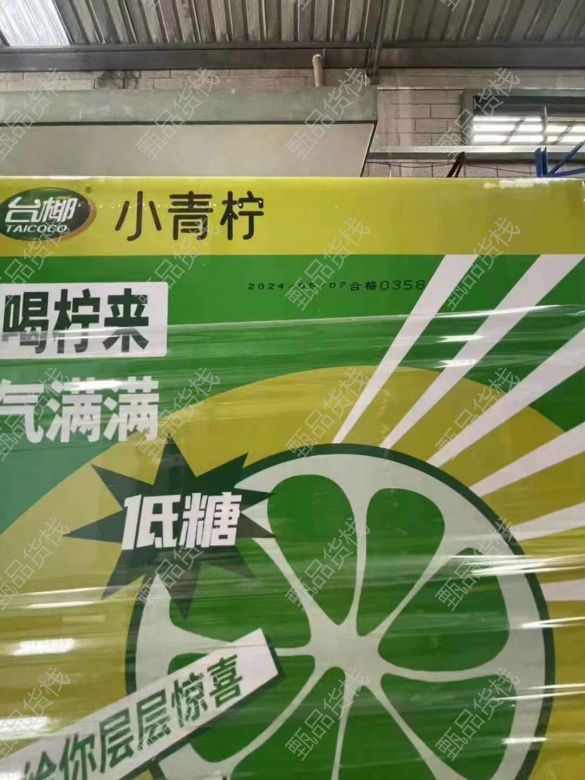 台椰®
TAICOCO
小青柠
2024/05/07合格0358
喝柠来
气满满
低糖
给你层层惊喜
甄品货栈